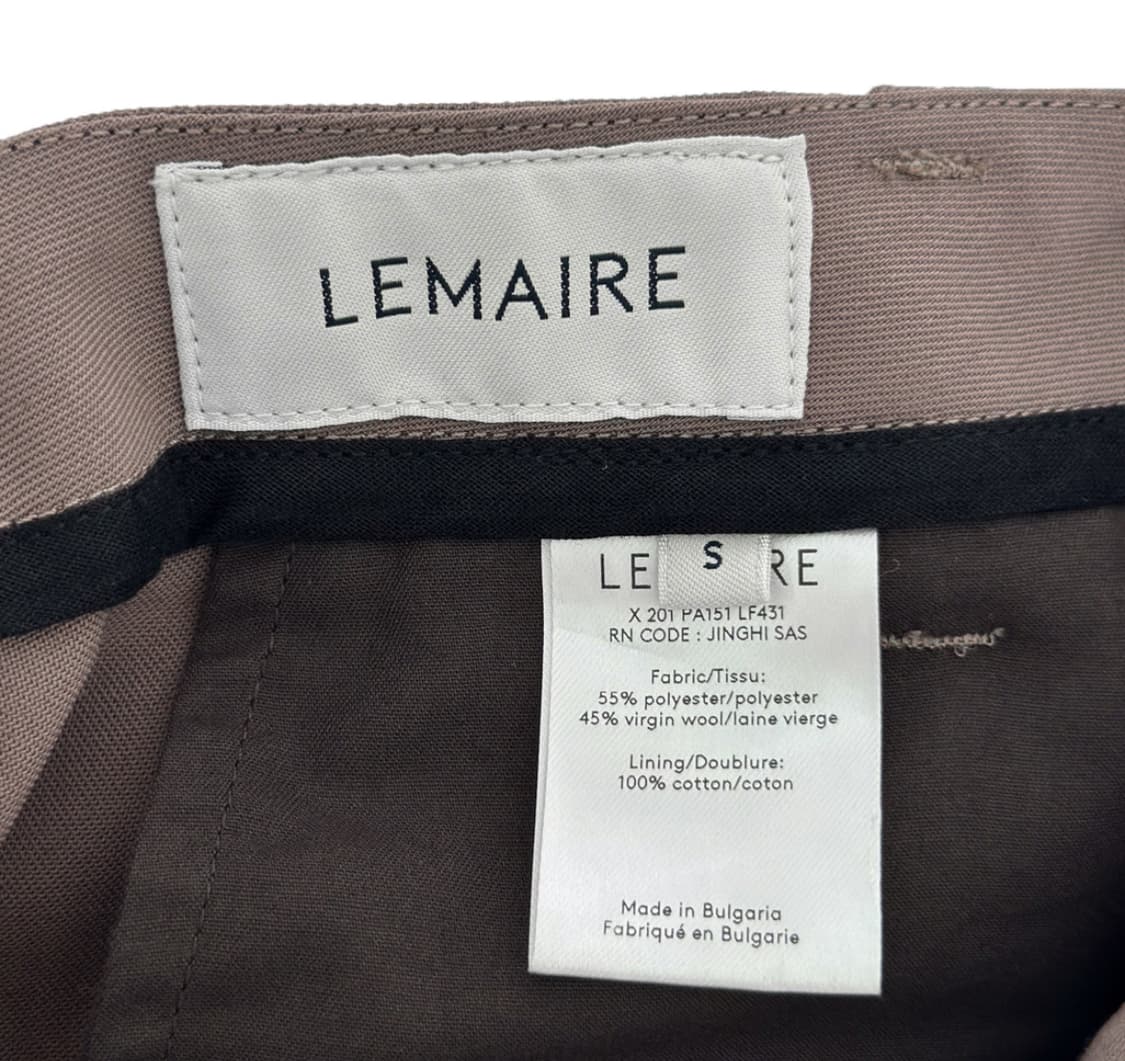 LEMAIRE
S
LE RE
X 201 PA151 LF431
RN CODE : JINGHI SAS
Fabric/Tissu:
55% polyester/polyester
45% virgin wool/laine vierge
Lining/Doublure:
100% cotton/coton
Made in Bulgaria
Fabriqué en Bulgarie